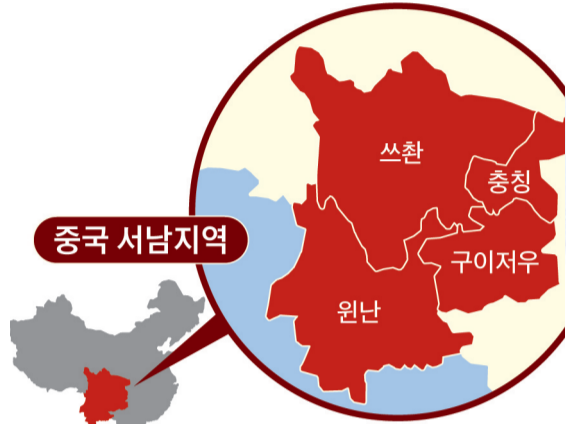 쓰촨
충칭
중국 서남지역
구이저우
윈난